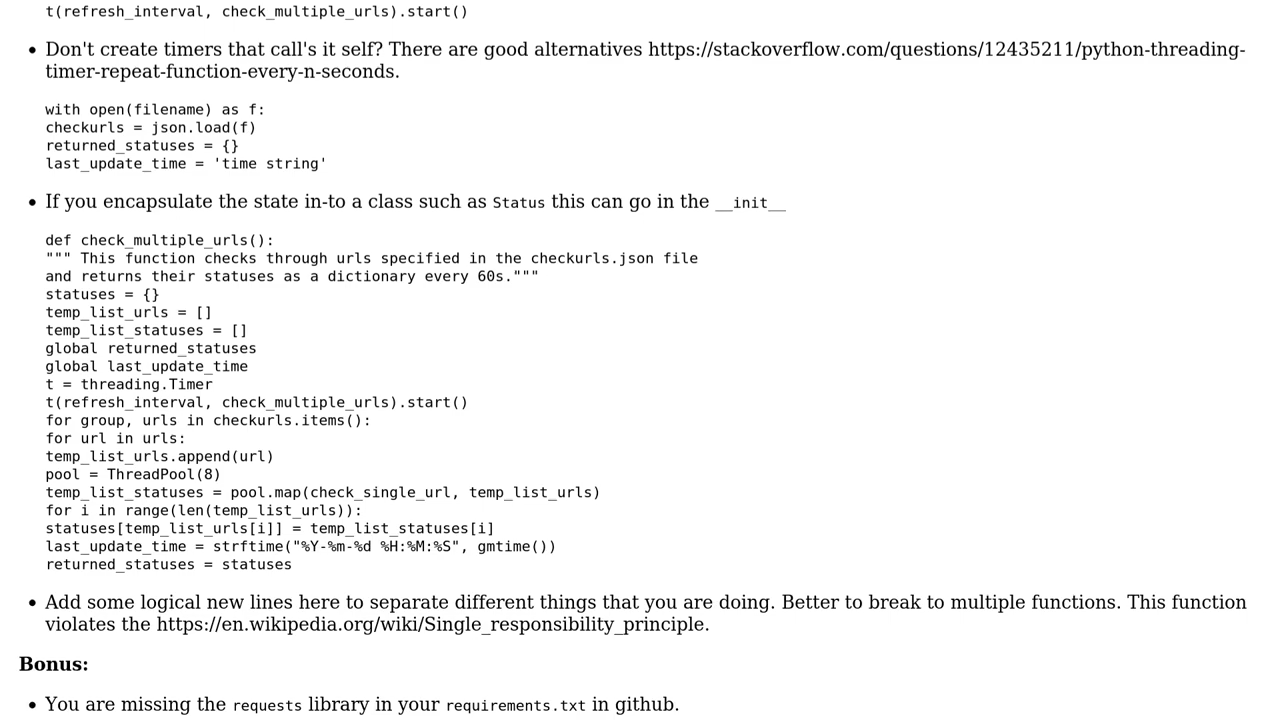 t(refresh_interval, check_multiple_urls).start()
• Don't create timers that call's it self? There are good alternatives https://stackoverflow.com/questions/12435211/python-threading-
timer-repeat-function-every-n-seconds.
with open(filename) as f:
checkurls = json.load(f)
returned_statuses = {}
last_update_time = 'time string'
• If you encapsulate the state in-to a class such as Status this can go in the __init__
def check_multiple_urls():
""" This function checks through urls specified in the checkurls.json file
and returns their statuses as a dictionary every 60s."""
statuses = {}
temp_list_urls = []
temp_list_statuses = []
global returned_statuses
global last_update_time
t = threading.Timer
t(refresh_interval, check_multiple_urls).start()
for group, urls in checkurls.items():
for url in urls:
temp_list_urls.append(url)
pool = ThreadPool(8)
temp_list_statuses = pool.map(check_single_url, temp_list_urls)
for i in range(len(temp_list_urls)):
statuses[temp_list_urls[i]] = temp_list_statuses[i]
last_update_time = strftime("%Y-%m-%d %H:%M:%S", gmtime())
returned_statuses = statuses
• Add some logical new lines here to separate different things that you are doing. Better to break to multiple functions. This function
violates the https://en.wikipedia.org/wiki/Single_responsibility_principle.
Bonus:
• You are missing the requests library in your requirements.txt in github.